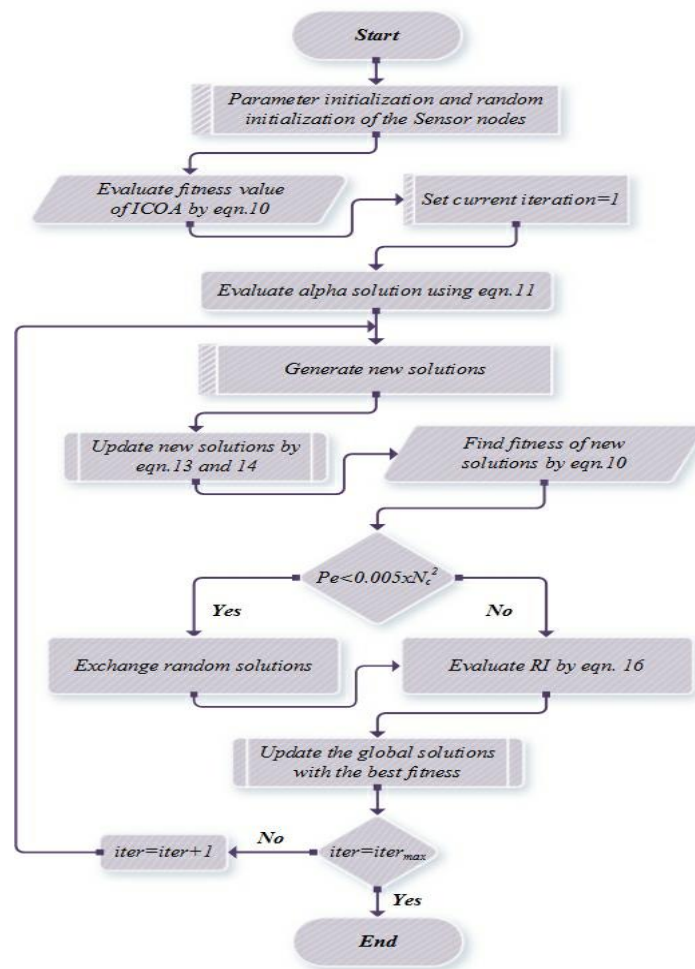 Start
Parameter initialization and random
initialization of the Sensor nodes
Evaluate fitness value
of ICOA by eqn.10
Set current iteration=1
Evaluate alpha solution using eqn.11
Generate new solutions
Update new solutions by
eqn.13 and 14
Find fitness of new
solutions by eqn.10
Pe<0.005xN_c^2
Yes
No
Exchange random solutions
Evaluate RI by eqn. 16
Update the global solutions
with the best fitness
No
iter=iter+1
iter=iter_max
Yes
End